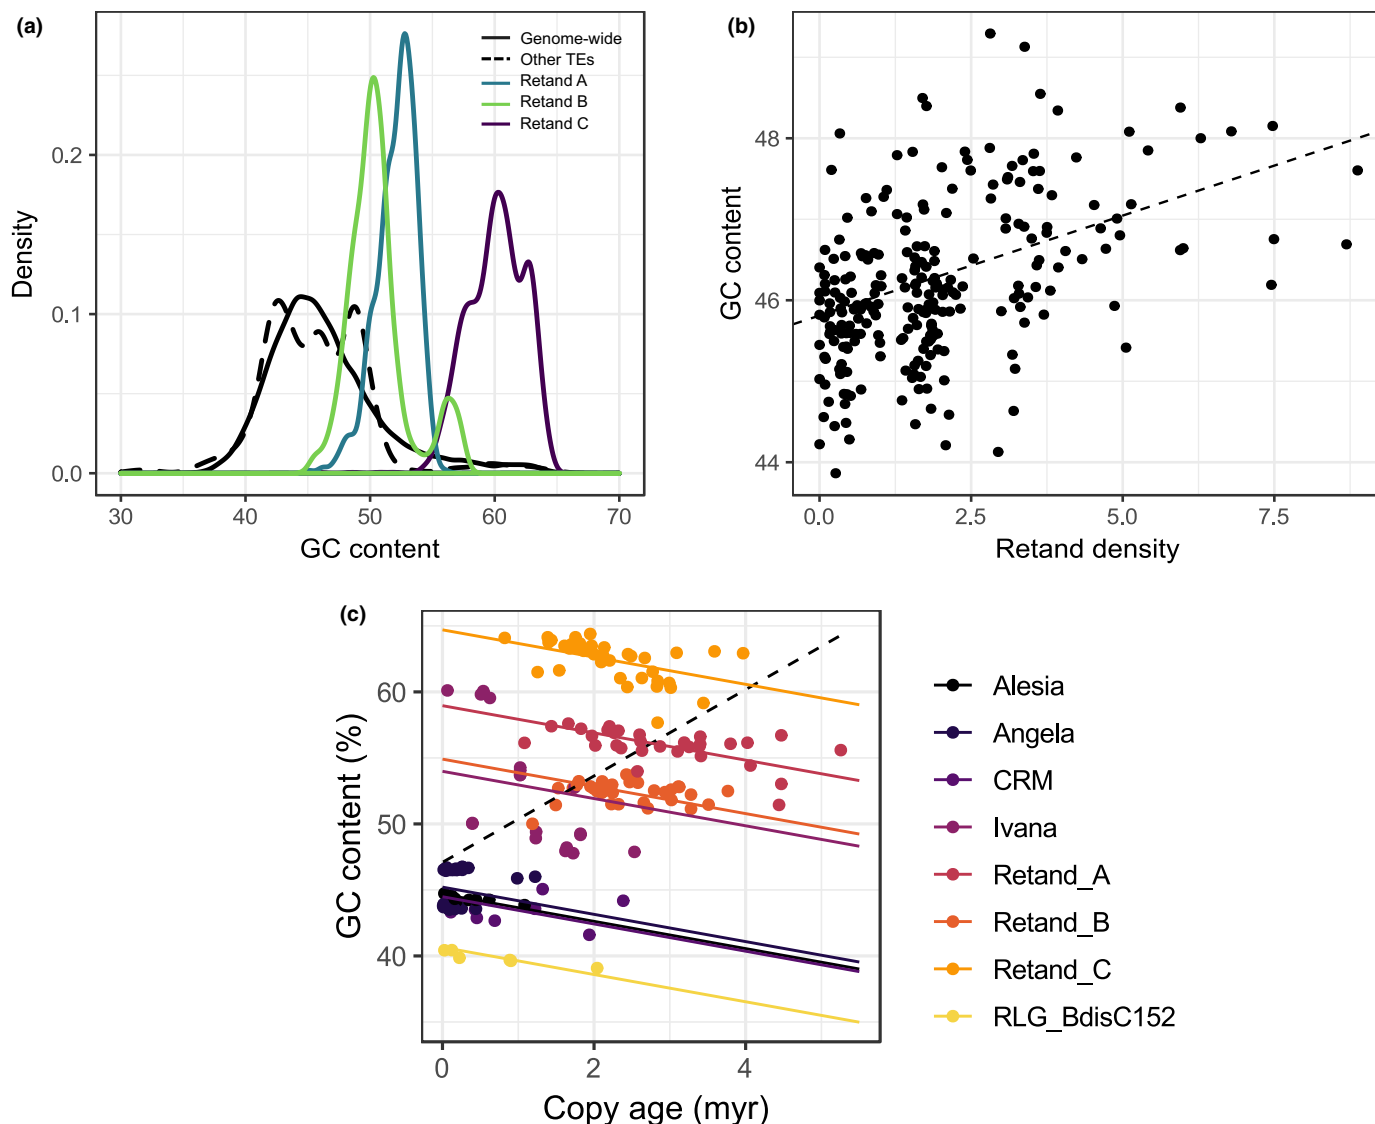 (a)
Genome-wide
Other TEs
Retand A
Retand B
Retand C
0.2
0.1
0.0
Density
30 40 50 60 70
GC content
(b)
48
46
44
GC content
0.0 2.5 5.0 7.5
Retand density
(c)
60
50
40
GC content (%)
0 2 4
Copy age (myr)
Alesia
Angela
CRM
Ivana
Retand_A
Retand_B
Retand_C
RLG_BdisC152